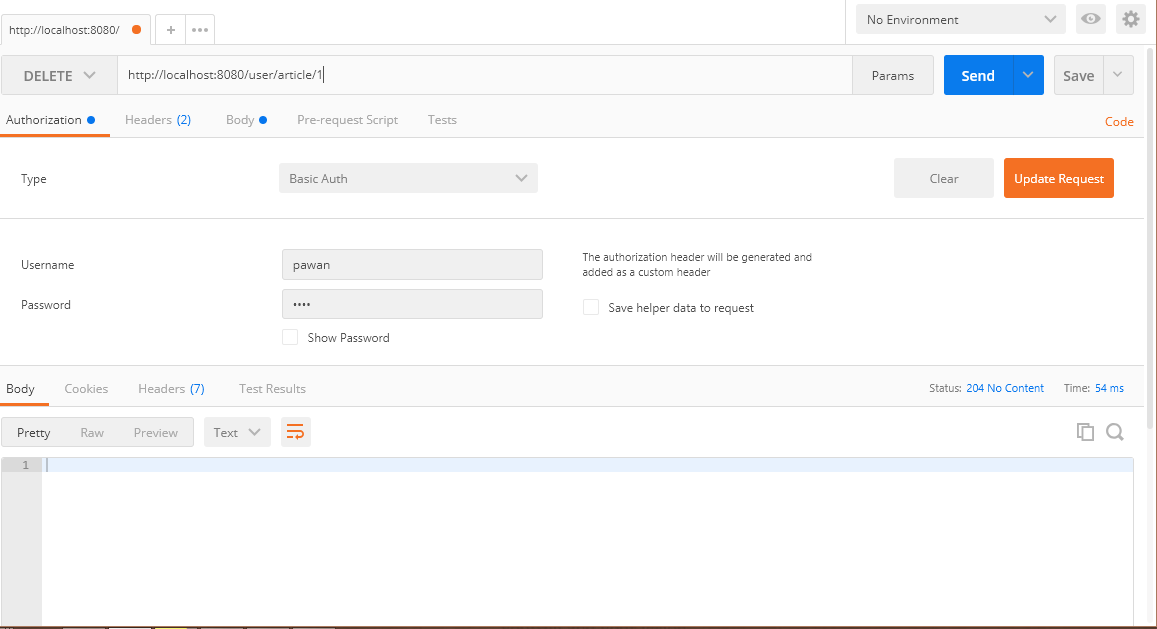 http://localhost:8080/
No Environment
DELETE http://localhost:8080/user/article/1 Params Send Save
Authorization Headers (2) Body Pre-request Script Tests Code
Type Basic Auth Clear Update Request
Username pawan The authorization header will be generated and
added as a custom header
Password •••• Save helper data to request
Show Password
Body Cookies Headers (7) Test Results Status: 204 No Content Time: 54 ms
Pretty Raw Preview Text
1